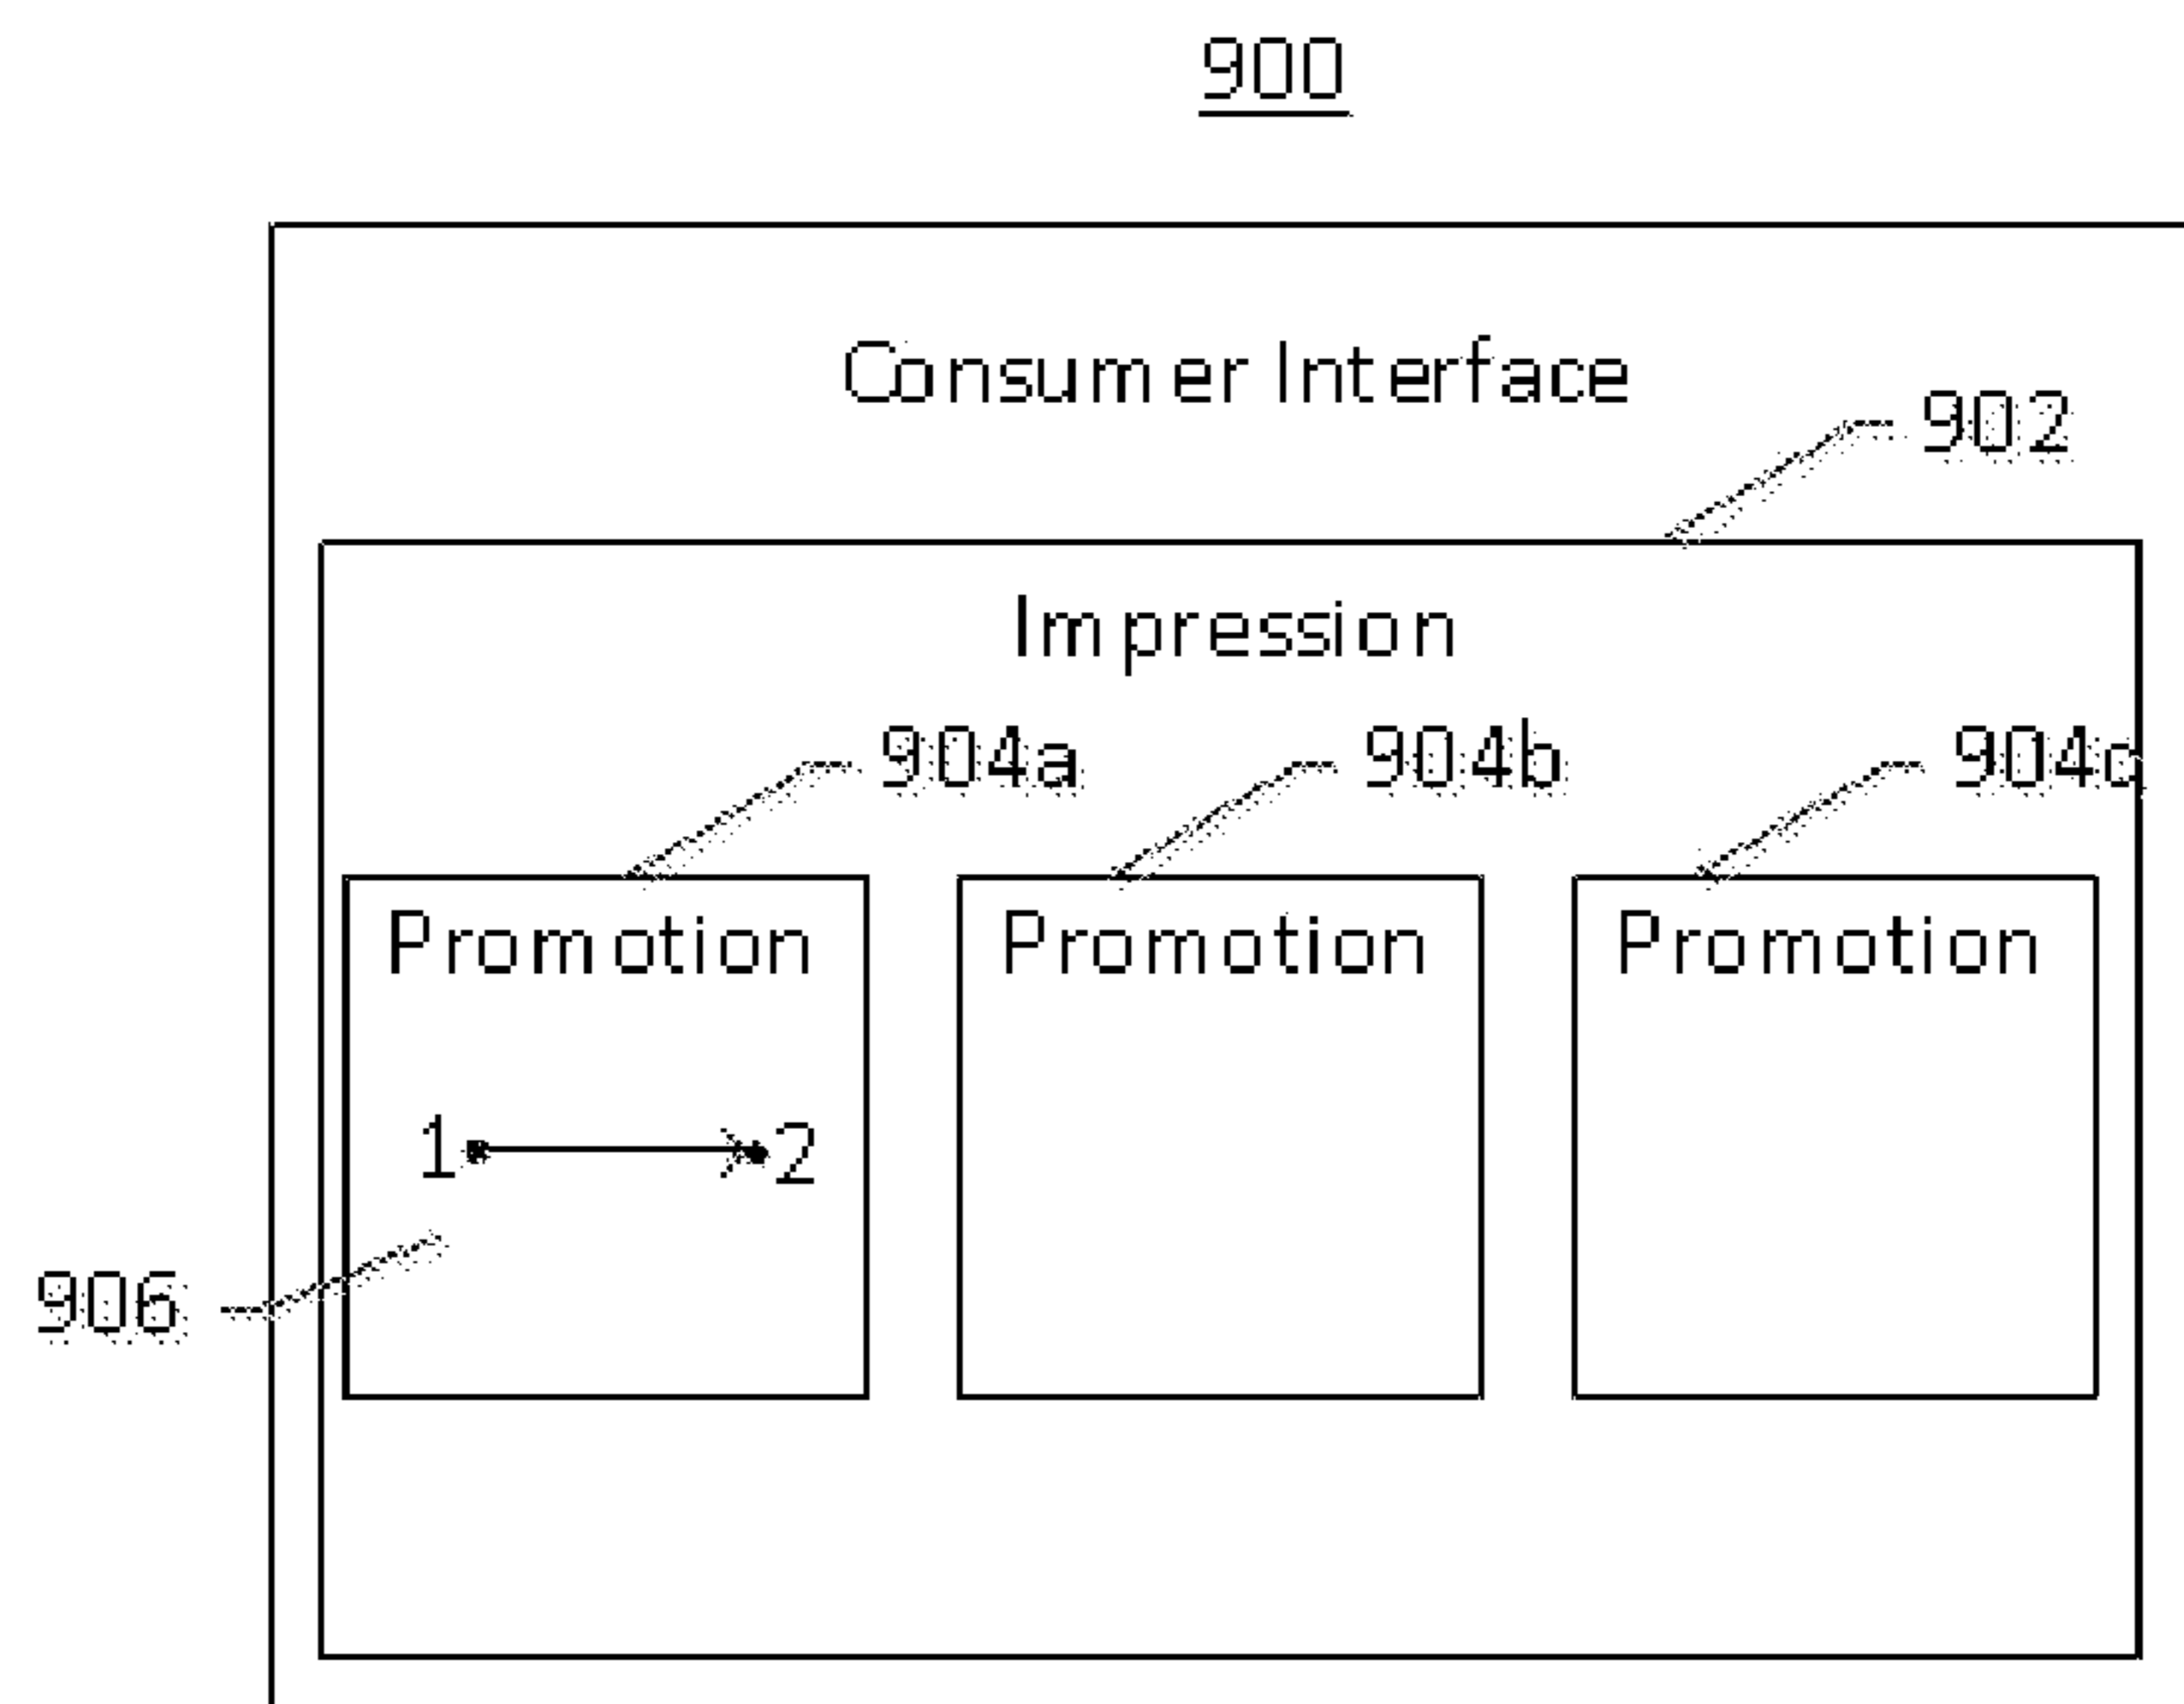 900
Consumer Interface
902
Impression
904a 904b 904c
Promotion Promotion Promotion
1 2
906